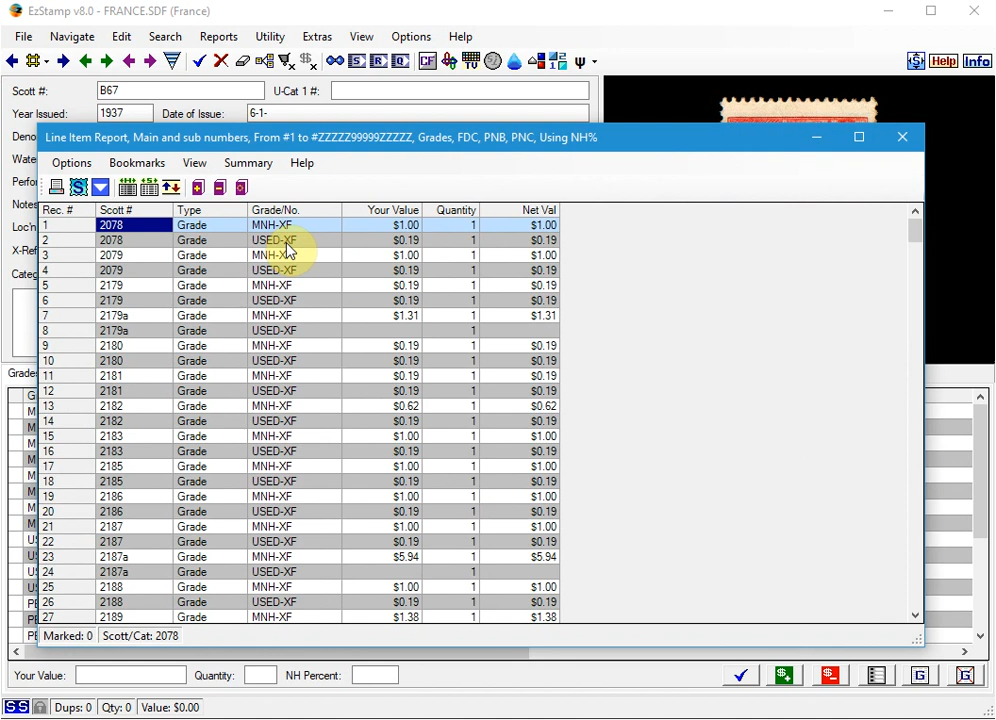 EzStamp v8.0 - FRANCE.SDF (France)
File Navigate Edit Search Reports Utility Extras View Options Help
S R Q CF TV $ Help Info
Scott #: B67 U-Cat 1 #:
Year Issued: 1937 Date of Issue: 6-1-
Deno
Wate
Perfo
Notes
Loc'n
X-Ref
Categ
Line Item Report, Main and sub numbers, From #1 to #ZZZZZ99999ZZZZZ, Grades, FDC, PNB, PNC, Using NH%
Options Bookmarks View Summary Help
Rec. # Scott # Type Grade/No. Your Value Quantity Net Val
1 2078 Grade MNH-XF $1.00 1 $1.00
2 2078 Grade USED-XF $0.19 1 $0.19
3 2079 Grade MNH-XF $1.00 1 $1.00
4 2079 Grade USED-XF $0.19 1 $0.19
5 2179 Grade MNH-XF $0.19 1 $0.19
6 2179 Grade USED-XF $0.19 1 $0.19
7 2179a Grade MNH-XF $1.31 1 $1.31
8 2179a Grade USED-XF 1
9 2180 Grade MNH-XF $0.19 1 $0.19
10 2180 Grade USED-XF $0.19 1 $0.19
11 2181 Grade MNH-XF $0.19 1 $0.19
12 2181 Grade USED-XF $0.19 1 $0.19
13 2182 Grade MNH-XF $0.62 1 $0.62
14 2182 Grade USED-XF $0.19 1 $0.19
15 2183 Grade MNH-XF $1.00 1 $1.00
16 2183 Grade USED-XF $0.19 1 $0.19
17 2185 Grade MNH-XF $1.00 1 $1.00
18 2185 Grade USED-XF $0.19 1 $0.19
19 2186 Grade MNH-XF $1.00 1 $1.00
20 2186 Grade USED-XF $0.19 1 $0.19
21 2187 Grade MNH-XF $1.00 1 $1.00
22 2187 Grade USED-XF $0.19 1 $0.19
23 2187a Grade MNH-XF $5.94 1 $5.94
24 2187a Grade USED-XF 1
25 2188 Grade MNH-XF $1.00 1 $1.00
26 2188 Grade USED-XF $0.19 1 $0.19
27 2189 Grade MNH-XF $1.38 1 $1.38
Marked: 0 Scott/Cat: 2078
Grades
Your Value: Quantity: NH Percent:
SS Dups: 0 Qty: 0 Value: $0.00